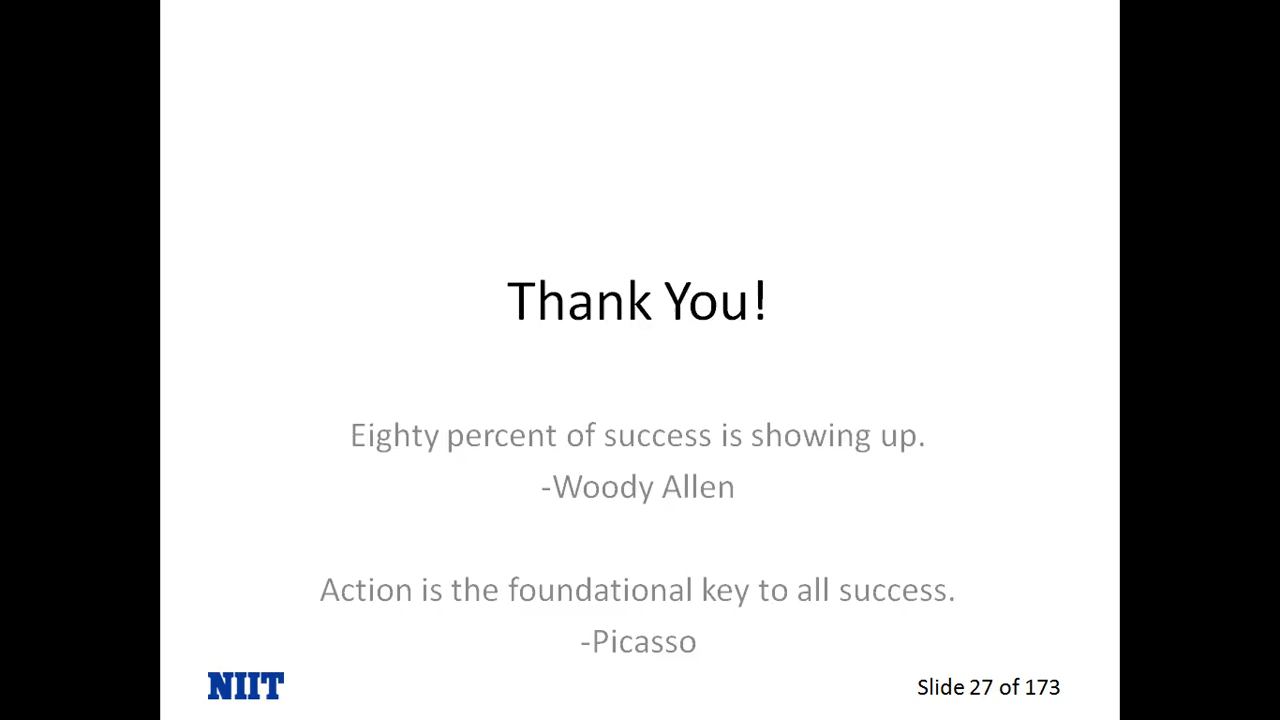 Thank You!
Eighty percent of success is showing up.
-Woody Allen
Action is the foundational key to all success.
-Picasso
NIIT
Slide 27 of 173